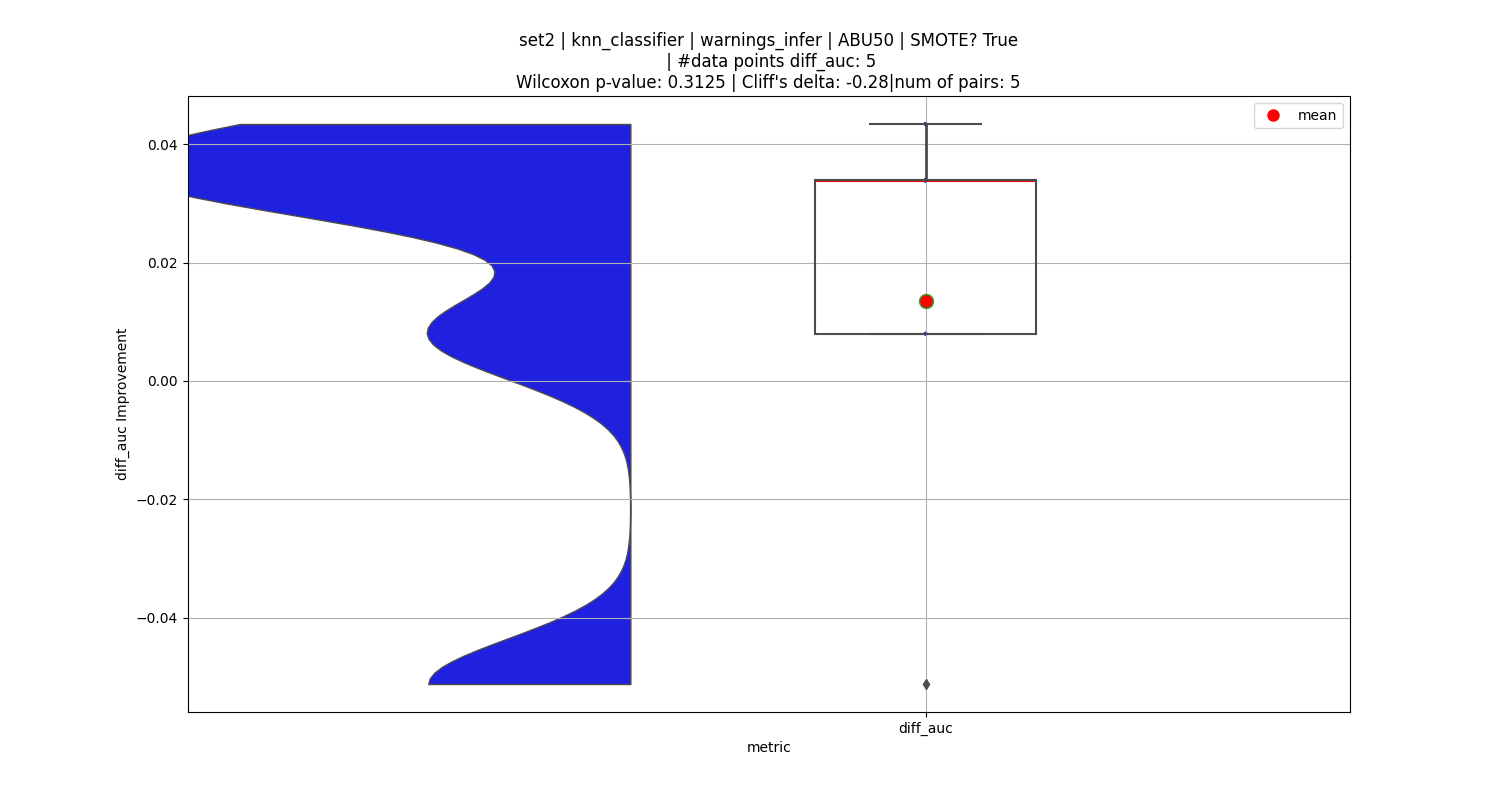 set2 | knn_classifier | warnings_infer | ABU50 | SMOTE? True
| #data points diff_auc: 5
Wilcoxon p-value: 0.3125 | Cliff's delta: -0.28|num of pairs: 5
mean
0.04
0.02
0.00
−0.02
−0.04
diff_auc Improvement
diff_auc
metric